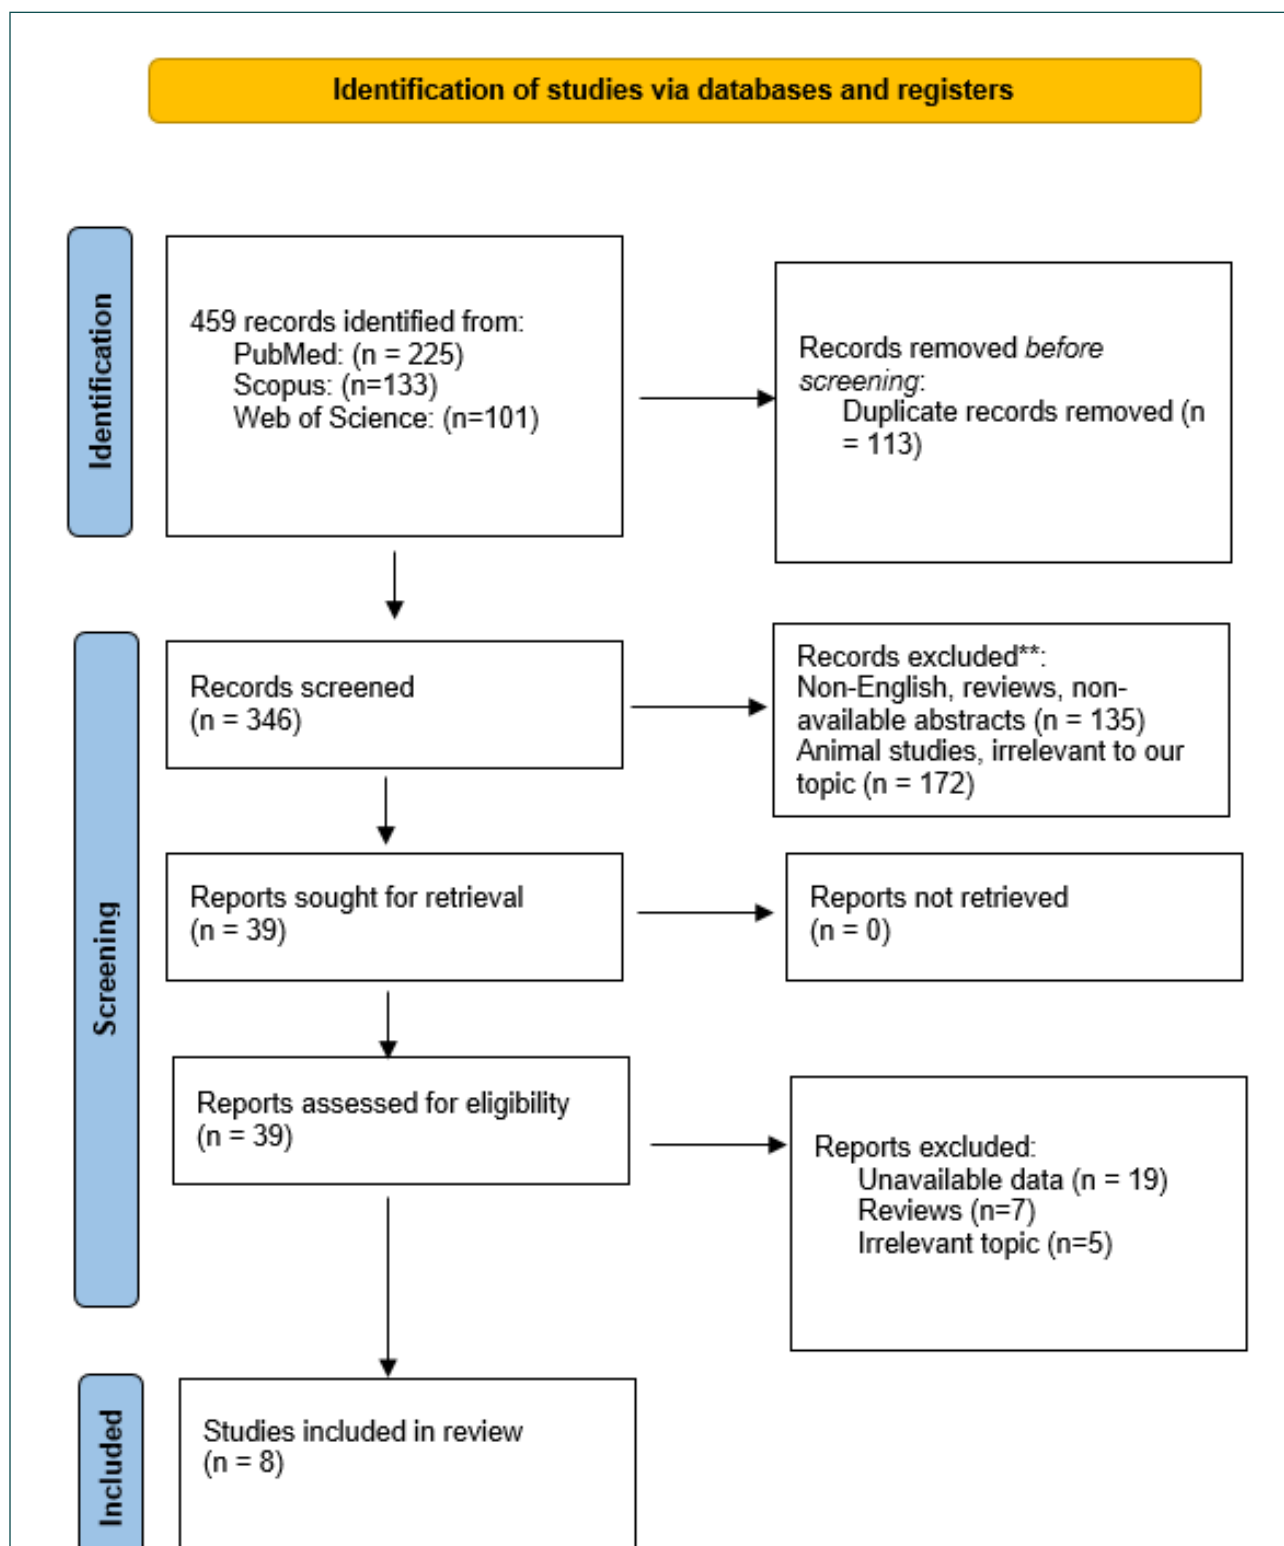 Identification of studies via databases and registers
Identification
459 records identified from:
PubMed: (n = 225)
Scopus: (n=133)
Web of Science: (n=101)
Records removed before
screening:
Duplicate records removed (n
= 113)
Screening
Records screened
(n = 346)
Records excluded**:
Non-English, reviews, non-
available abstracts (n = 135)
Animal studies, irrelevant to our
topic (n = 172)
Reports sought for retrieval
(n = 39)
Reports not retrieved
(n = 0)
Reports assessed for eligibility
(n = 39)
Reports excluded:
Unavailable data (n = 19)
Reviews (n=7)
Irrelevant topic (n=5)
Included
Studies included in review
(n = 8)